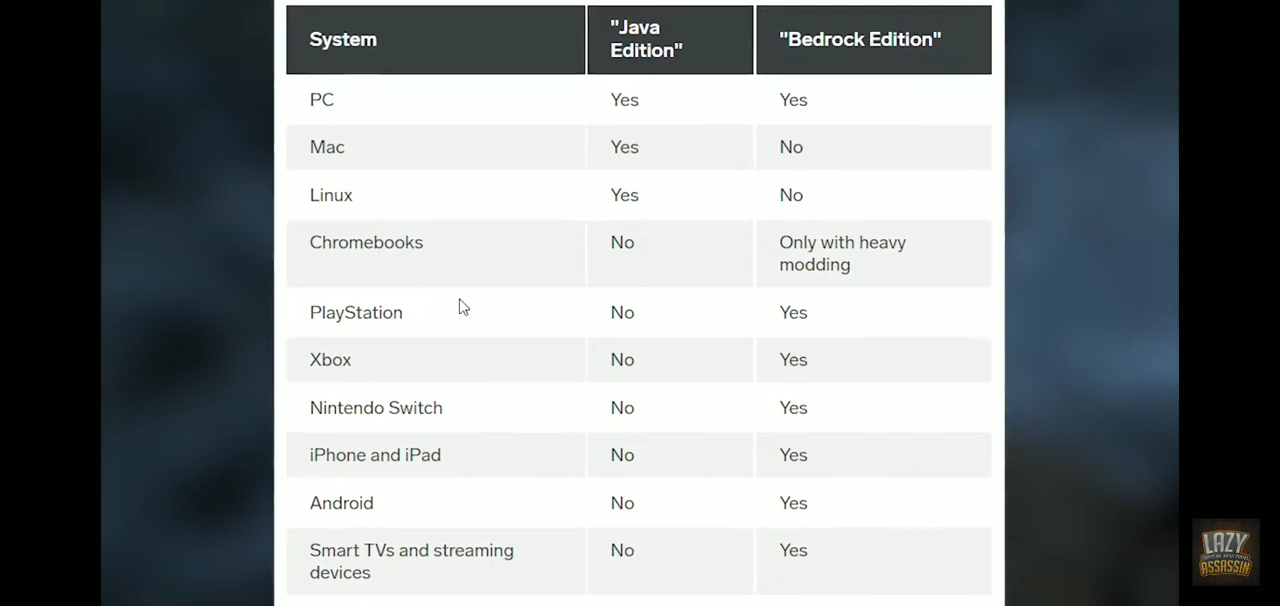 System
"Java
Edition"
"Bedrock Edition"
PC
Yes
Yes
Mac
Yes
No
Linux
Yes
No
Chromebooks
No
Only with heavy
modding
PlayStation
No
Yes
Xbox
No
Yes
Nintendo Switch
No
Yes
iPhone and iPad
No
Yes
Android
No
Yes
Smart TVs and streaming
devices
No
Yes
LAZY
ASSASSIN